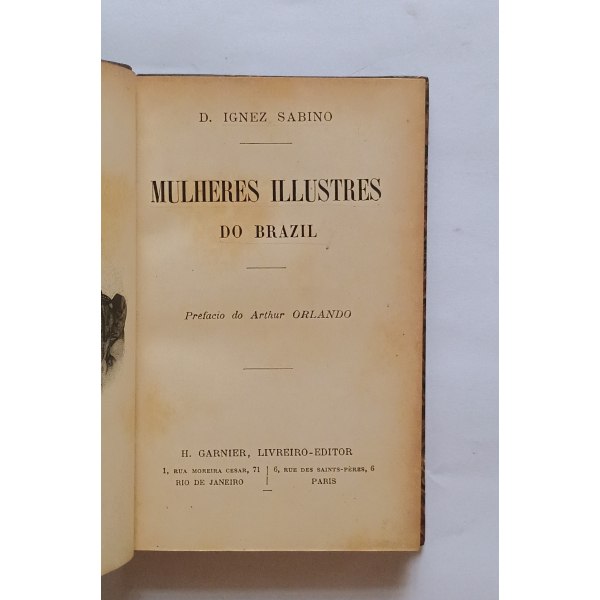 D. IGNEZ SABINO
MULHERES ILLUSTRES
DO BRAZIL
Prefacio do Arthur ORLANDO
H. GARNIER, LIVREIRO-EDITOR
1, RUA MOREIRA CESAR, 71
RIO DE JANEIRO
6, RUE DES SAINTS-PÈRES, 6
PARIS